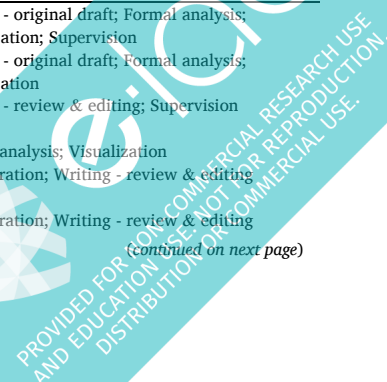 - original draft; Formal analysis;
ation; Supervision
- original draft; Formal analysis;
ation
- review & editing; Supervision
analysis; Visualization
ration; Writing - review & editing
ration; Writing - review & editing
(continued on next page)
PROVIDED FOR NON-COMMERCIAL RESEARCH USE
AND EDUCATION USE. NOT FOR REPRODUCTION,
DISTRIBUTION OR COMMERCIAL USE.